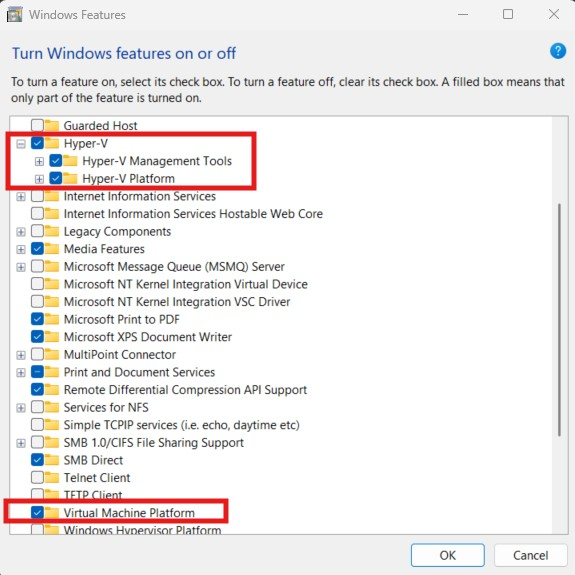 Windows Features
Turn Windows features on or off
?
To turn a feature on, select its check box. To turn a feature off, clear its check box. A filled box means that
only part of the feature is turned on.
Guarded Host
Hyper-V
Hyper-V Management Tools
Hyper-V Platform
Internet Information Services
Internet Information Services Hostable Web Core
Legacy Components
Media Features
Microsoft Message Queue (MSMQ) Server
Microsoft NT Kernel Integration Virtual Device
Microsoft NT Kernel Integration VSC Driver
Microsoft Print to PDF
Microsoft XPS Document Writer
MultiPoint Connector
Print and Document Services
Remote Differential Compression API Support
Services for NFS
Simple TCPIP services (i.e. echo, daytime etc)
SMB 1.0/CIFS File Sharing Support
SMB Direct
Telnet Client
TFTP Client
Virtual Machine Platform
Windows Hypervisor Platform
OK
Cancel